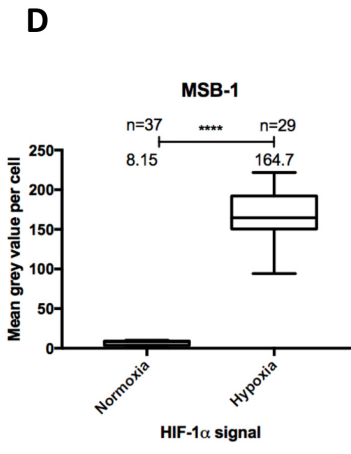 D
MSB-1
n=37 **** n=29
8.15 164.7
250
200
150
100
50
0
Mean grey value per cell
Normoxia Hypoxia
HIF-1α signal